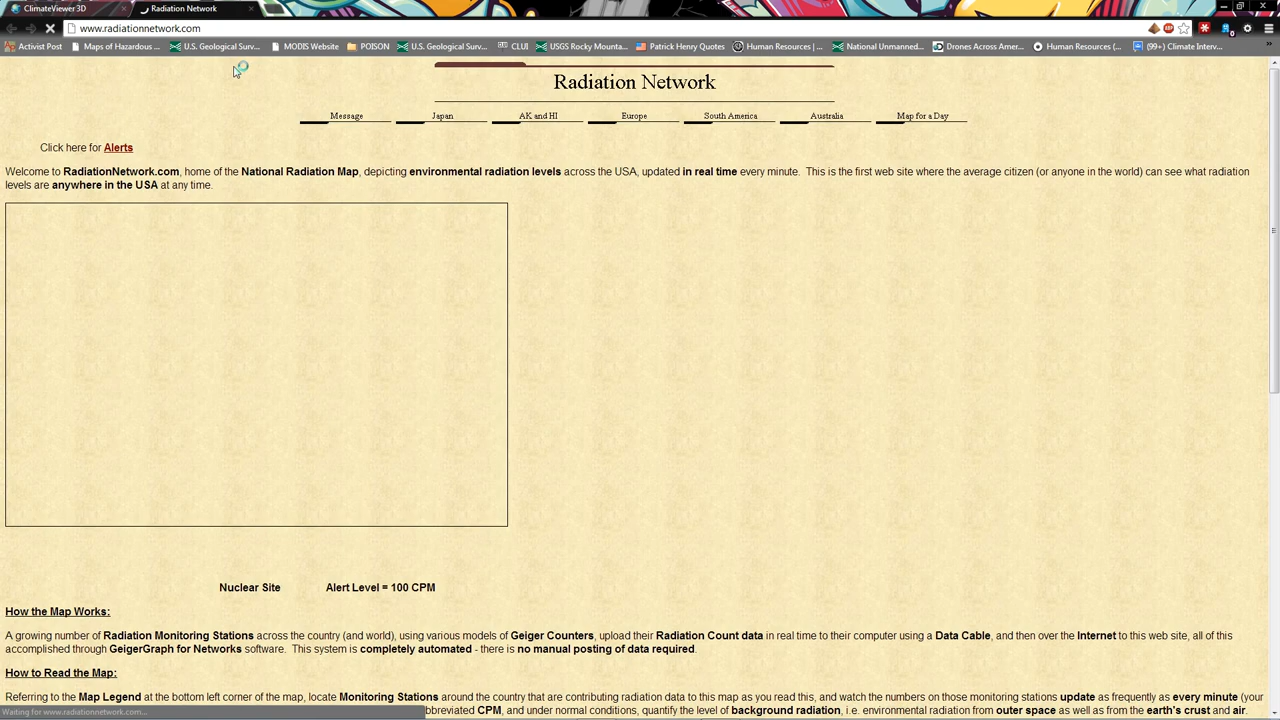 ClimateViewer3D
Radiation Network
www.radiationnetwork.com
Activist Post Maps of Hazardous ... U.S. Geological Surv... MODIS Website POISON U.S. Geological Surv... CLUI USGS Rocky Mounta... Patrick Henry Quotes Human Resources | ... National Unmanned... Drones Across Amer... Human Resources (... (99+) Climate Interv... »
Radiation Network
Message Japan AK and HI Europe South America Australia Map for a Day
Click here for Alerts
Welcome to RadiationNetwork.com, home of the National Radiation Map, depicting environmental radiation levels across the USA, updated in real time every minute. This is the first web site where the average citizen (or anyone in the world) can see what radiation
levels are anywhere in the USA at any time.
Nuclear Site Alert Level = 100 CPM
How the Map Works:
A growing number of Radiation Monitoring Stations across the country (and world), using various models of Geiger Counters, upload their Radiation Count data in real time to their computer using a Data Cable, and then over the Internet to this web site, all of this
accomplished through GeigerGraph for Networks software. This system is completely automated - there is no manual posting of data required.
How to Read the Map:
Referring to the Map Legend at the bottom left corner of the map, locate Monitoring Stations around the country that are contributing radiation data to this map as you read this, and watch the numbers on those monitoring stations update as frequently as every minute (your
bbreviated CPM, and under normal conditions, quantify the level of background radiation, i.e. environmental radiation from outer space as well as from the earth's crust and air.
Waiting for www.radiationnetwork.com...